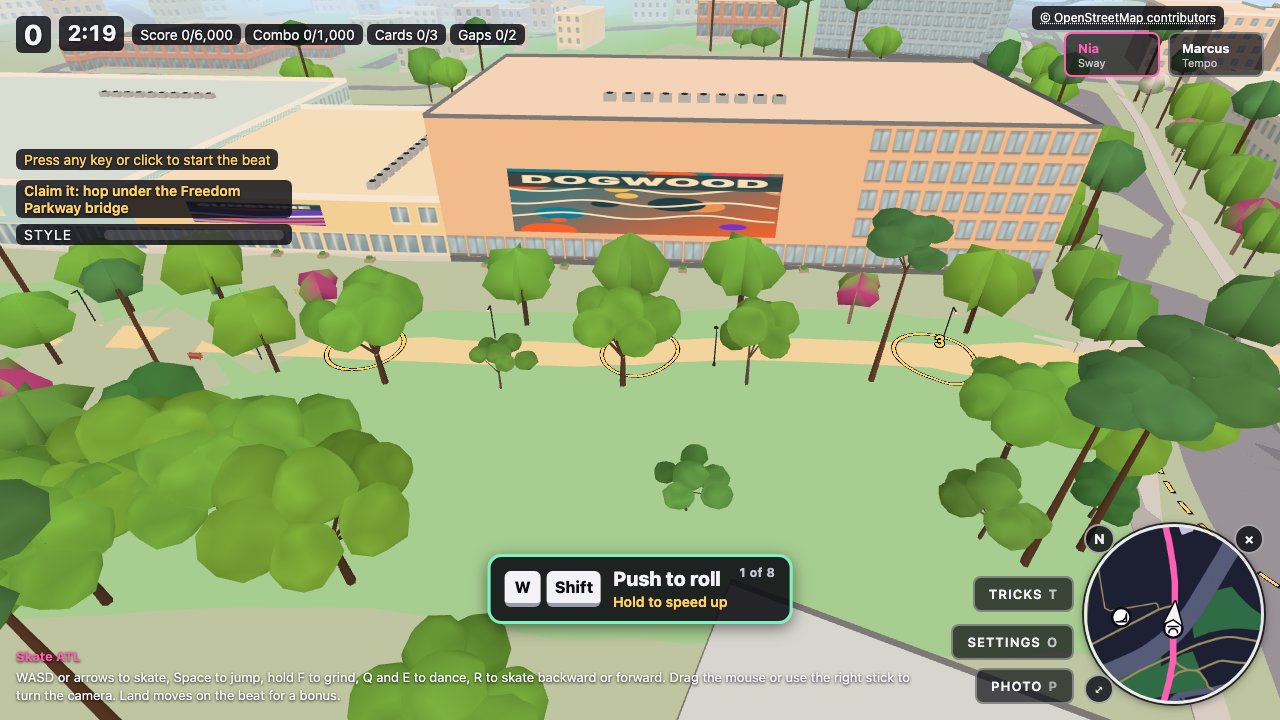 0
2:19
Score 0/6,000
Combo 0/1,000
Cards 0/3
Gaps 0/2
© OpenStreetMap contributors
Nia
Sway
Marcus
Tempo
Press any key or click to start the beat
Claim it: hop under the Freedom
Parkway bridge
STYLE
DOGWOOD
3
W
Shift
Push to roll
1 of 8
Hold to speed up
N
×
TRICKS T
SETTINGS O
PHOTO P
Skate ATL
WASD or arrows to skate, Space to jump, hold F to grind, Q and E to dance, R to skate backward or forward. Drag the mouse or use the right stick to
turn the camera. Land moves on the beat for a bonus.